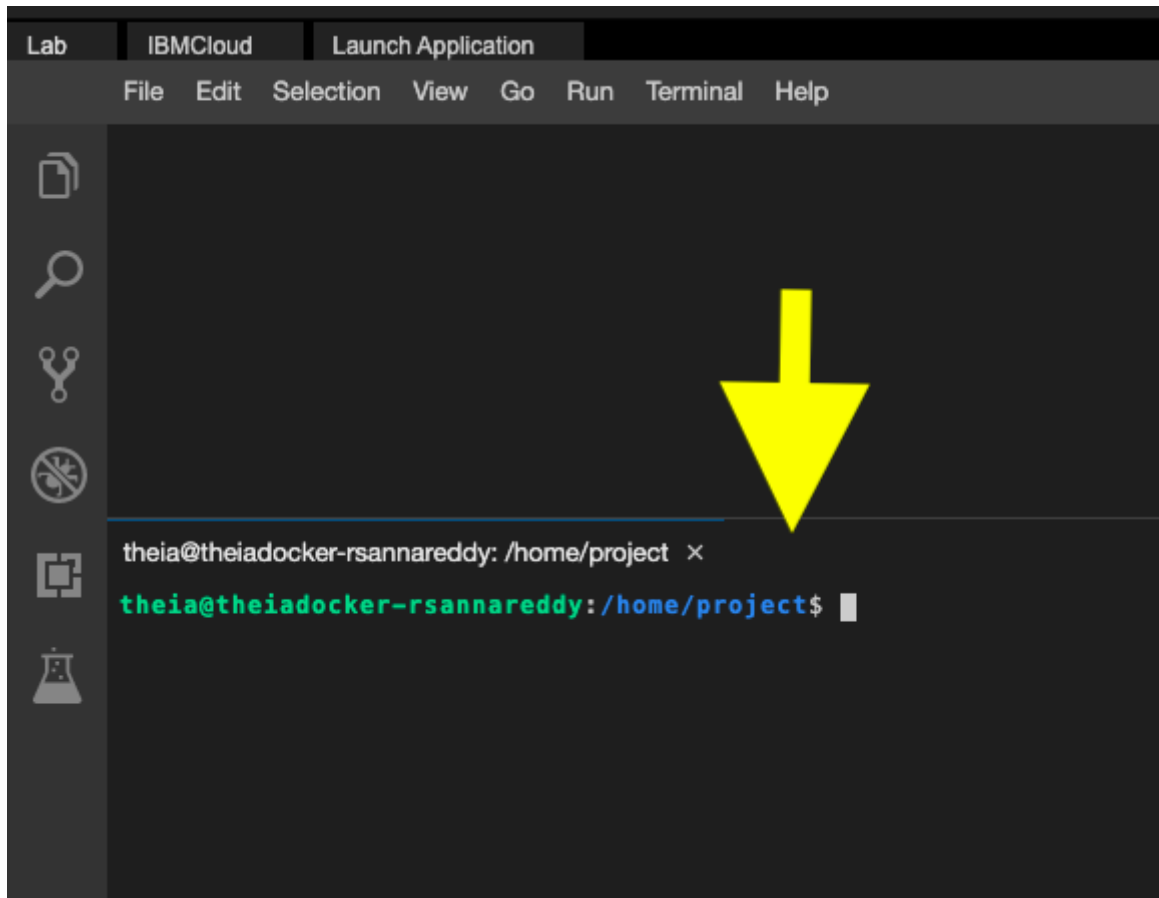 Lab IBMCloud Launch Application
File Edit Selection View Go Run Terminal Help
theia@theiadocker-rsannareddy: /home/project ×
theia@theiadocker-rsannareddy:/home/project$